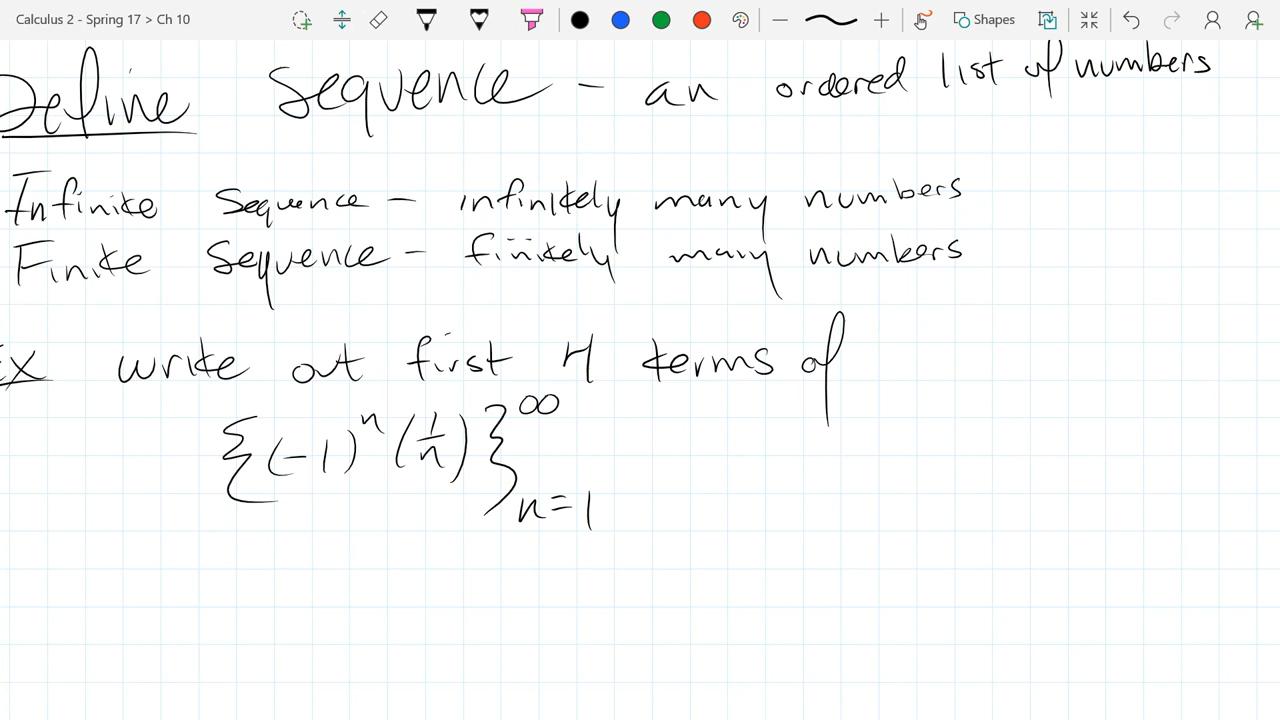 Calculus 2 - Spring 17 > Ch 10
Shapes
Define Sequence - an ordered list of numbers
Infinite Sequence - infinitely many numbers
Finite Sequence - finitely many numbers
EX write out first 4 terms of
{(-1)^n (1/n)}_{n=1}^∞